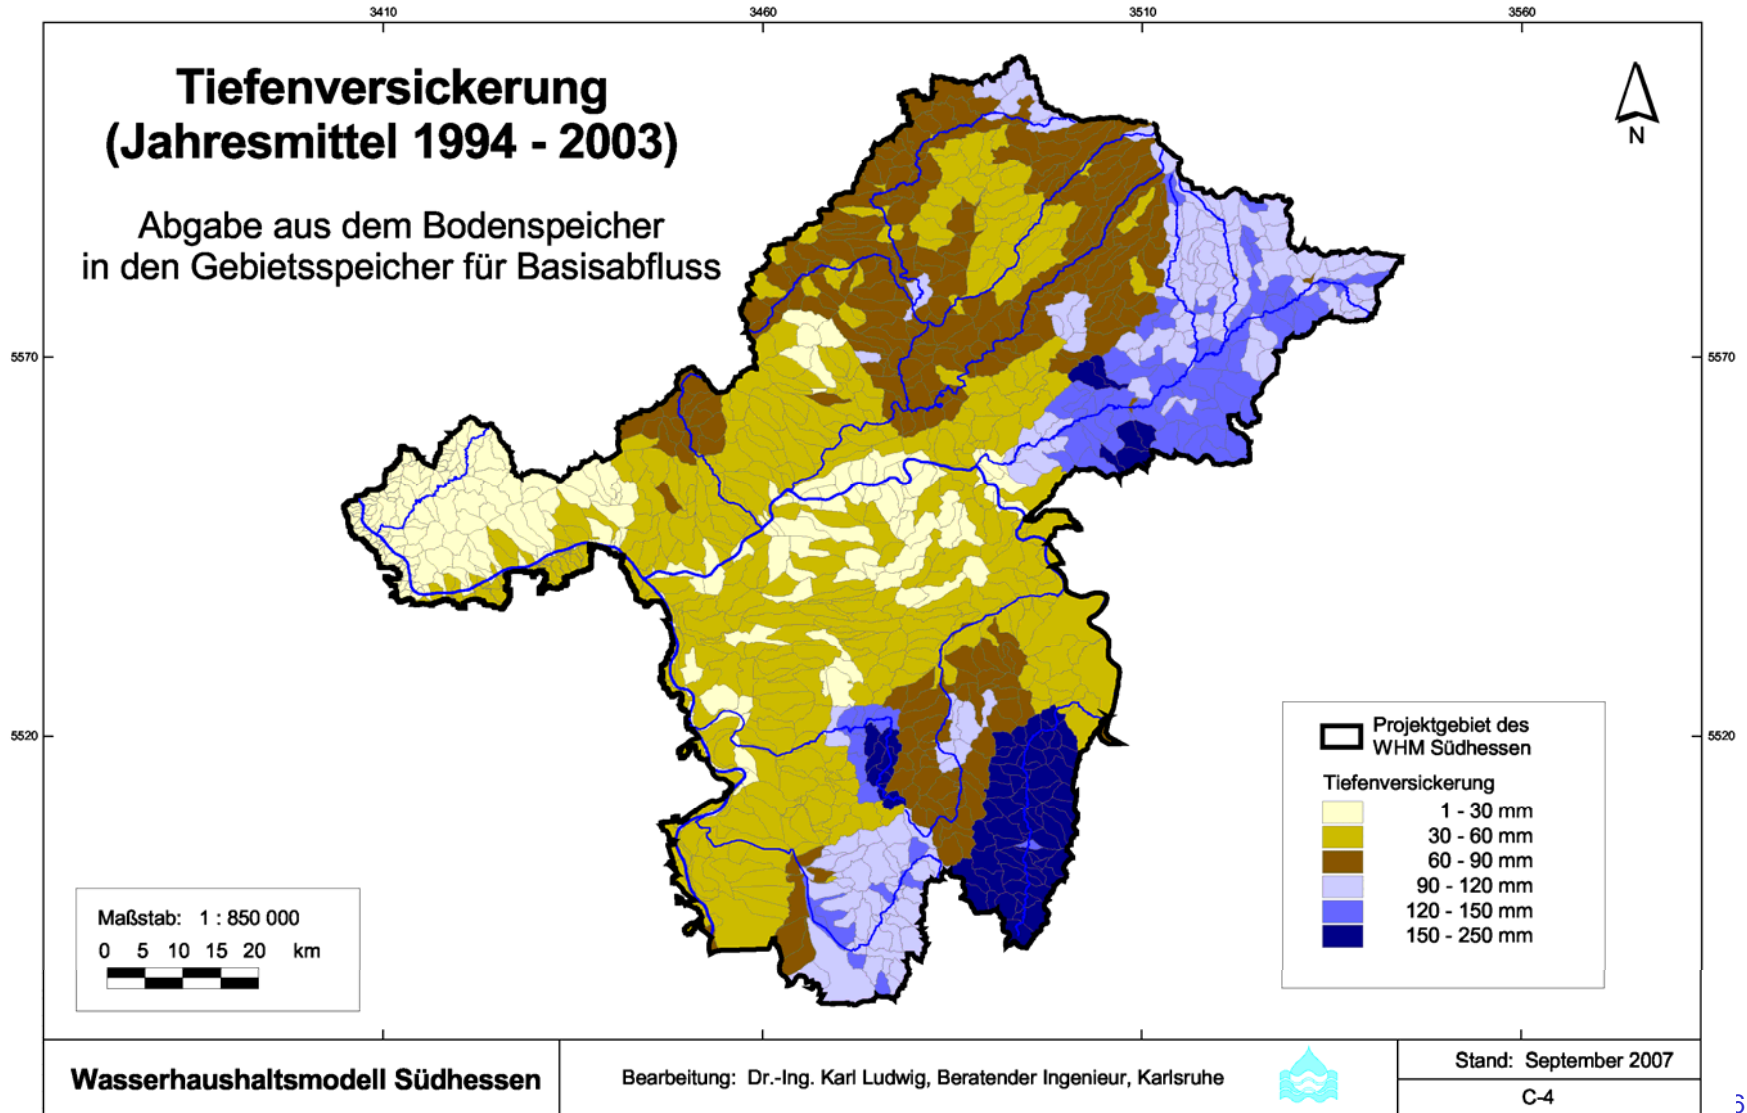 3410
3460
3510
3560
Tiefenversickerung
(Jahresmittel 1994 - 2003)
Abgabe aus dem Bodenspeicher
in den Gebietsspeicher für Basisabfluss
N
5570
5570
5520
5520
Projektgebiet des
WHM Südhessen
Tiefenversickerung
1 - 30 mm
30 - 60 mm
60 - 90 mm
90 - 120 mm
120 - 150 mm
150 - 250 mm
Maßstab: 1 : 850 000
0 5 10 15 20 km
Wasserhaushaltsmodell Südhessen
Bearbeitung: Dr.-Ing. Karl Ludwig, Beratender Ingenieur, Karlsruhe
Stand: September 2007
C-4